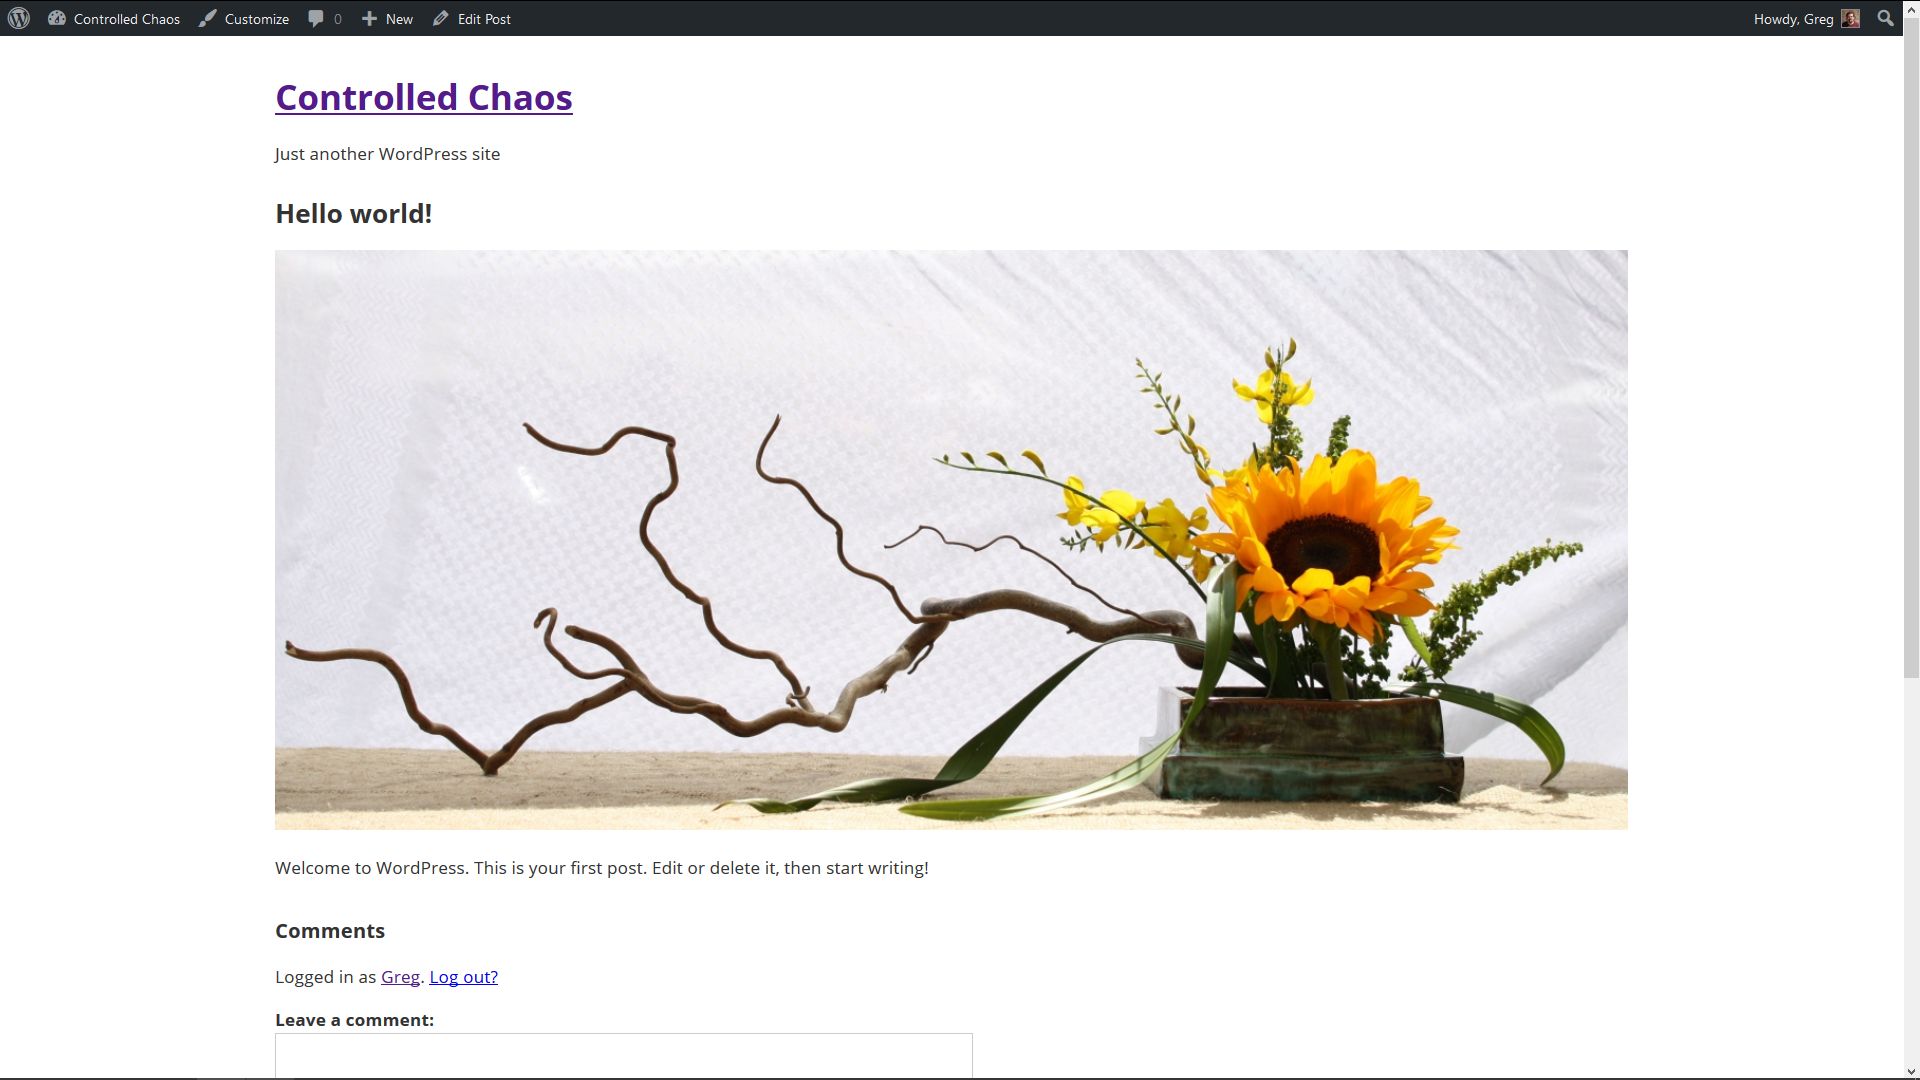 Controlled Chaos Customize 0 New Edit Post Howdy, Greg
Controlled Chaos
Just another WordPress site
Hello world!
Welcome to WordPress. This is your first post. Edit or delete it, then start writing!
Comments
Logged in as Greg. Log out?
Leave a comment: